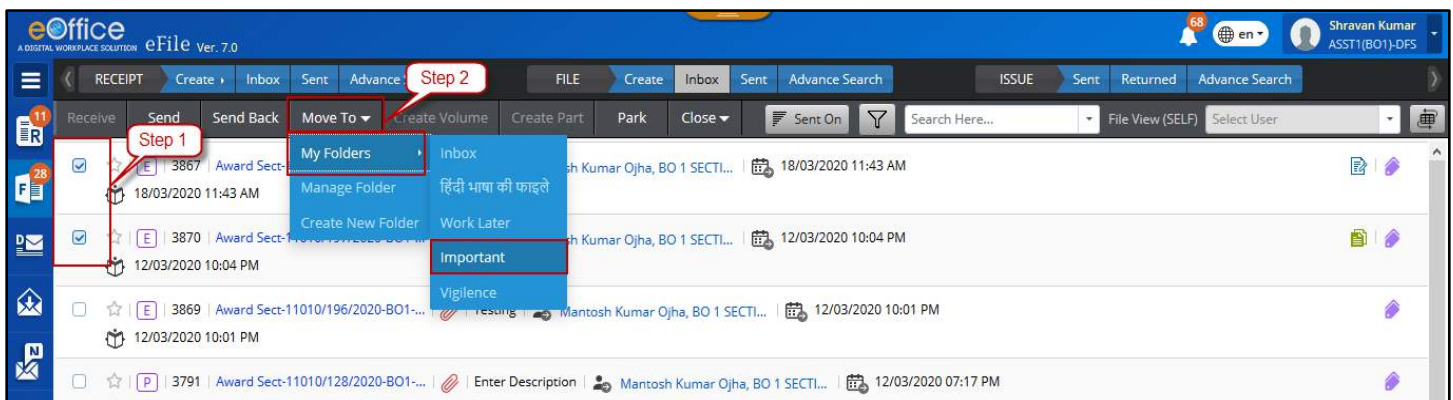 eOffice
A DIGITAL WORKPLACE SOLUTION eFile Ver. 7.0
68 en Shravan Kumar
ASST1(BO1)-DFS
RECEIPT Create Inbox Sent Advance Step 2 FILE Create Inbox Sent Advance Search ISSUE Sent Returned Advance Search
11 R Receive Send Send Back Move To Create Volume Create Part Park Close Sent On Search Here... File View (SELF) Select User
Step 1
28 F E 3867 Award Sect- My Folders Inbox sh Kumar Ojha, BO 1 SECTI... 18/03/2020 11:43 AM
18/03/2020 11:43 AM Manage Folder हिंदी भाषा की फाइले
Create New Folder Work Later
D E 3870 Award Sect-11010/197/2020-BO1-... sh Kumar Ojha, BO 1 SECTI... 12/03/2020 10:04 PM
12/03/2020 10:04 PM Important
Vigilence
E 3869 Award Sect-11010/196/2020-BO1-... Testing Mantosh Kumar Ojha, BO 1 SECTI... 12/03/2020 10:01 PM
12/03/2020 10:01 PM
N P 3791 Award Sect-11010/128/2020-BO1-... Enter Description Mantosh Kumar Ojha, BO 1 SECTI... 12/03/2020 07:17 PM